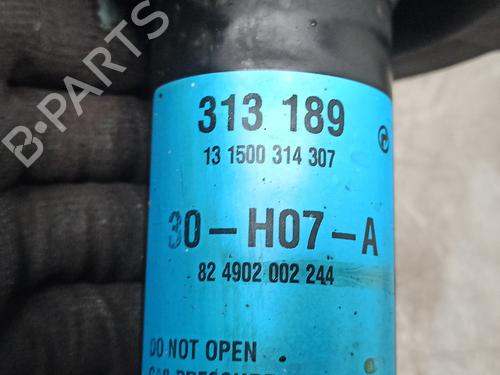 B-PARTS
313 189
13 1500 314 307
30-H07-A
82 4902 002 244
DO NOT OPEN